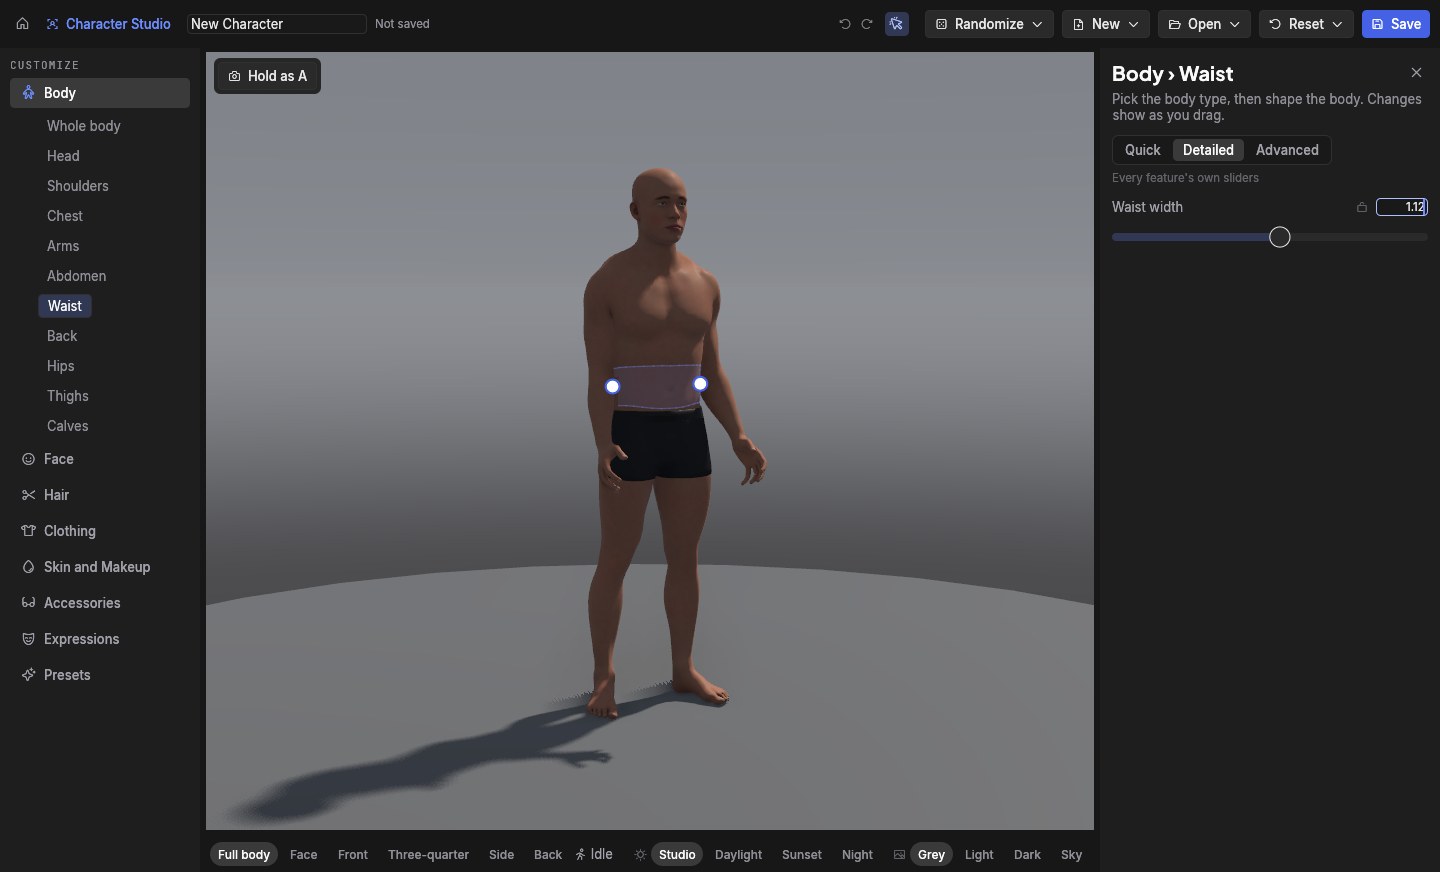 Character Studio
New Character
Not saved
Randomize
New
Open
Reset
Save
CUSTOMIZE
Body
Whole body
Head
Shoulders
Chest
Arms
Abdomen
Waist
Back
Hips
Thighs
Calves
Face
Hair
Clothing
Skin and Makeup
Accessories
Expressions
Presets
Hold as A
Full body
Face
Front
Three-quarter
Side
Back
Idle
Studio
Daylight
Sunset
Night
Grey
Light
Dark
Sky
Body › Waist
Pick the body type, then shape the body. Changes
show as you drag.
Quick
Detailed
Advanced
Every feature's own sliders
Waist width
1.12